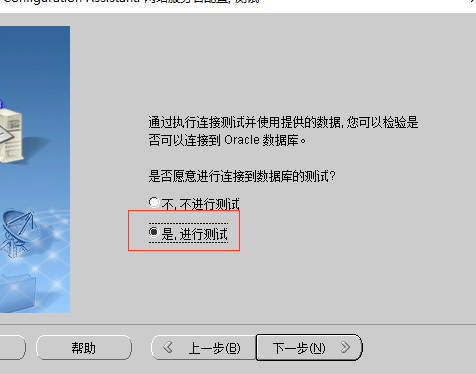 Configuration Assistant: 网络服务名配置, 测试
通过执行连接测试并使用提供的数据, 您可以检验是
否可以连接到 Oracle 数据库。
是否愿意进行连接到数据库的测试?
不, 不进行测试
是, 进行测试
帮助
上一步(B)
下一步(N)